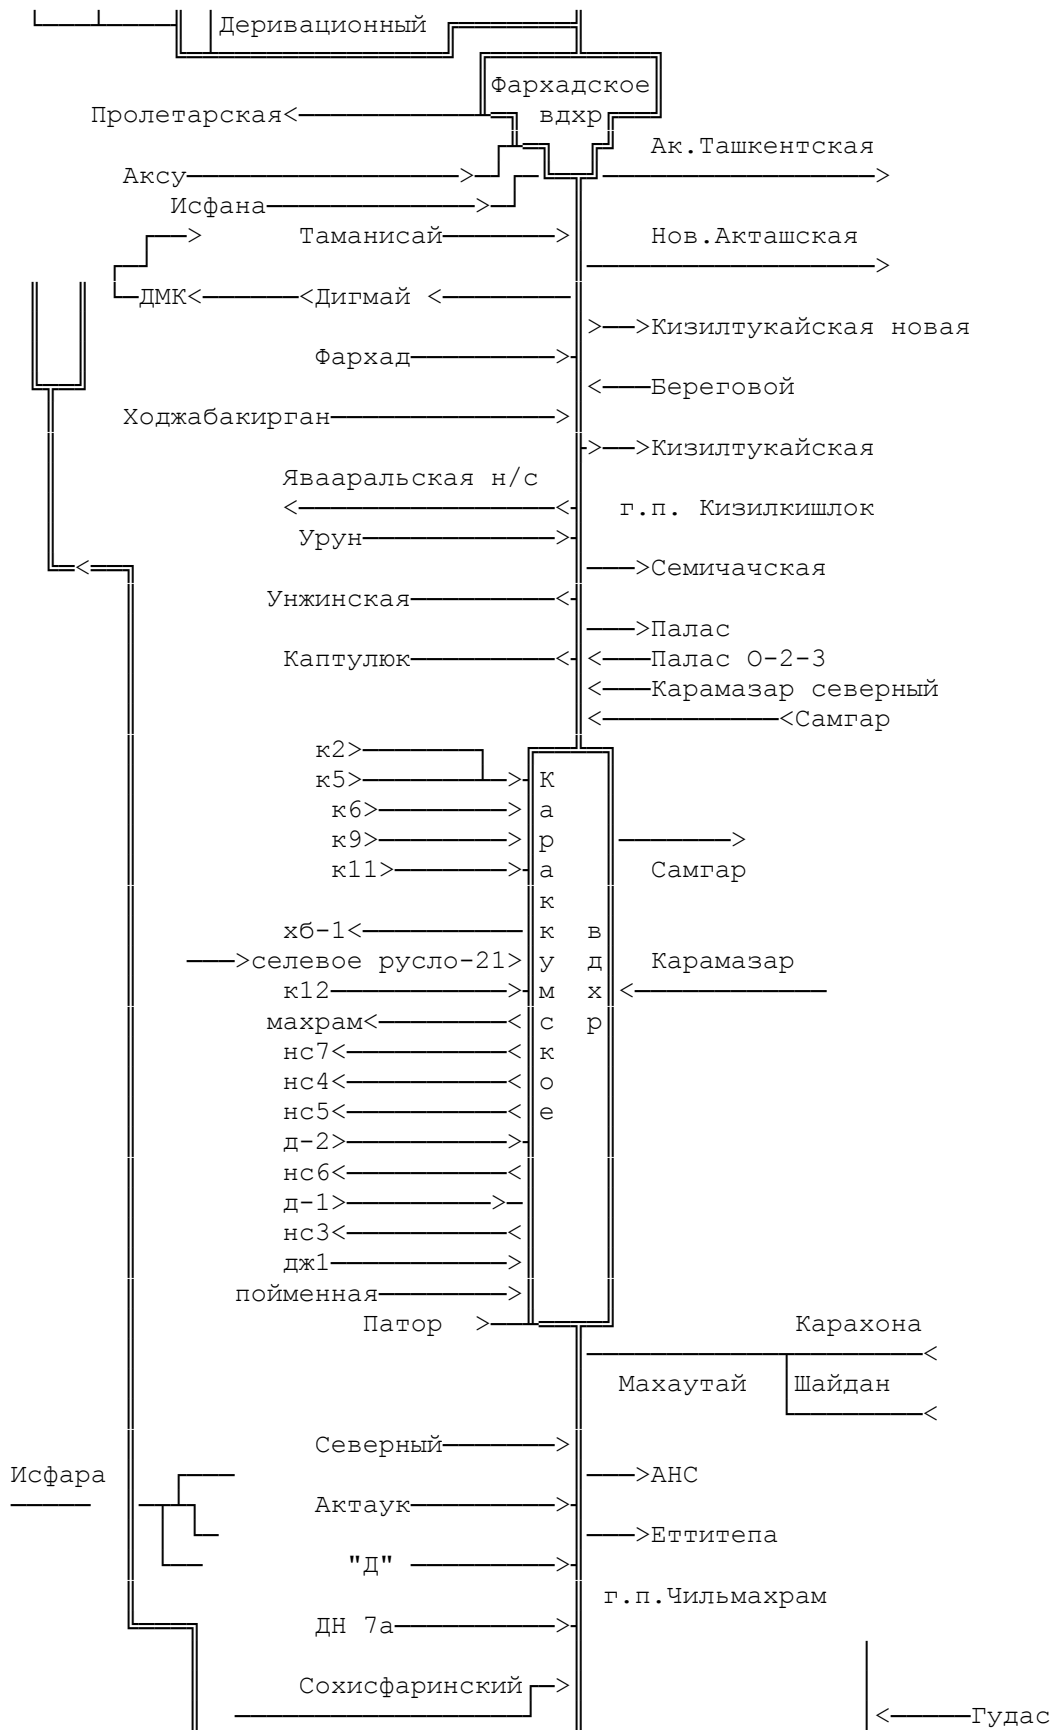 Деривационный
Фархадское
Пролетарская вдхр
Ак.Ташкентская
Аксу
Исфана
Таманисай Нов.Акташская
ДМК Дигмай
Кизилтукайская новая
Фархад
Береговой
Ходжабакирган
Кизилтукайская
Явааральская н/с
г.п. Кизилкишлок
Урун
Семичачская
Унжинская
Палас
Каптулюк Палас О-2-3
Карамазар северный
Самгар
к2
к5
к6
к9
к11 Самгар
Караккумское вдхр
хб-1
селевое русло-21 Карамазар
к12
махрам
нс7
нс4
нс5
д-2
нс6
д-1
нс3
дж1
пойменная
Патор Карахона
Махаутай Шайдан
Северный
Исфара АНС
Актаук
Еттитепа
"Д"
г.п.Чильмахрам
ДН 7а
Сохисфаринский
Гудас